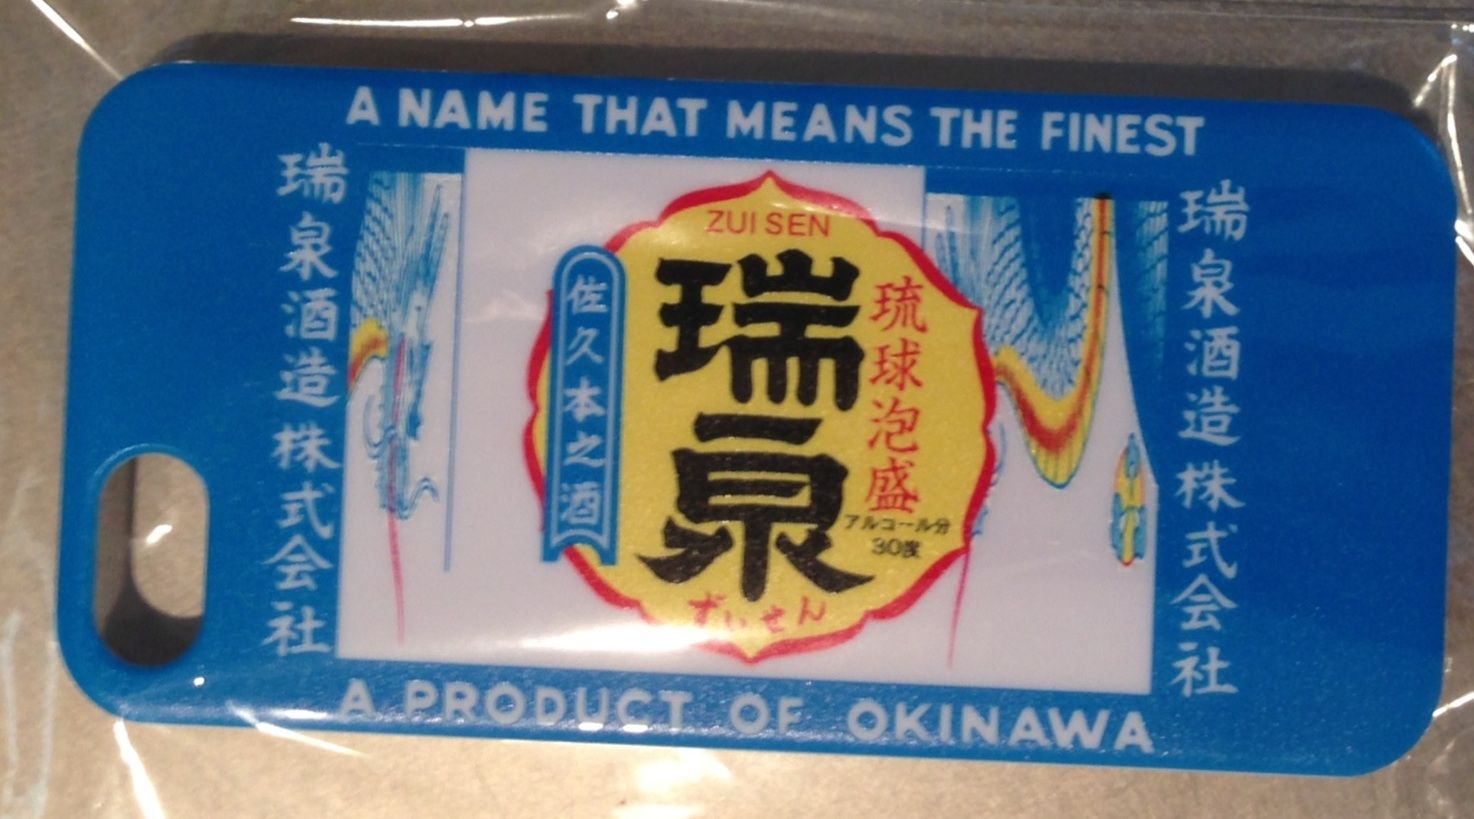 A NAME THAT MEANS THE FINEST
瑞泉酒造株式会社
ZUISEN
佐久本之酒
瑞泉
琉球泡盛
アルコール分
30度
ずいせん
瑞泉酒造株式会社
A PRODUCT OF OKINAWA